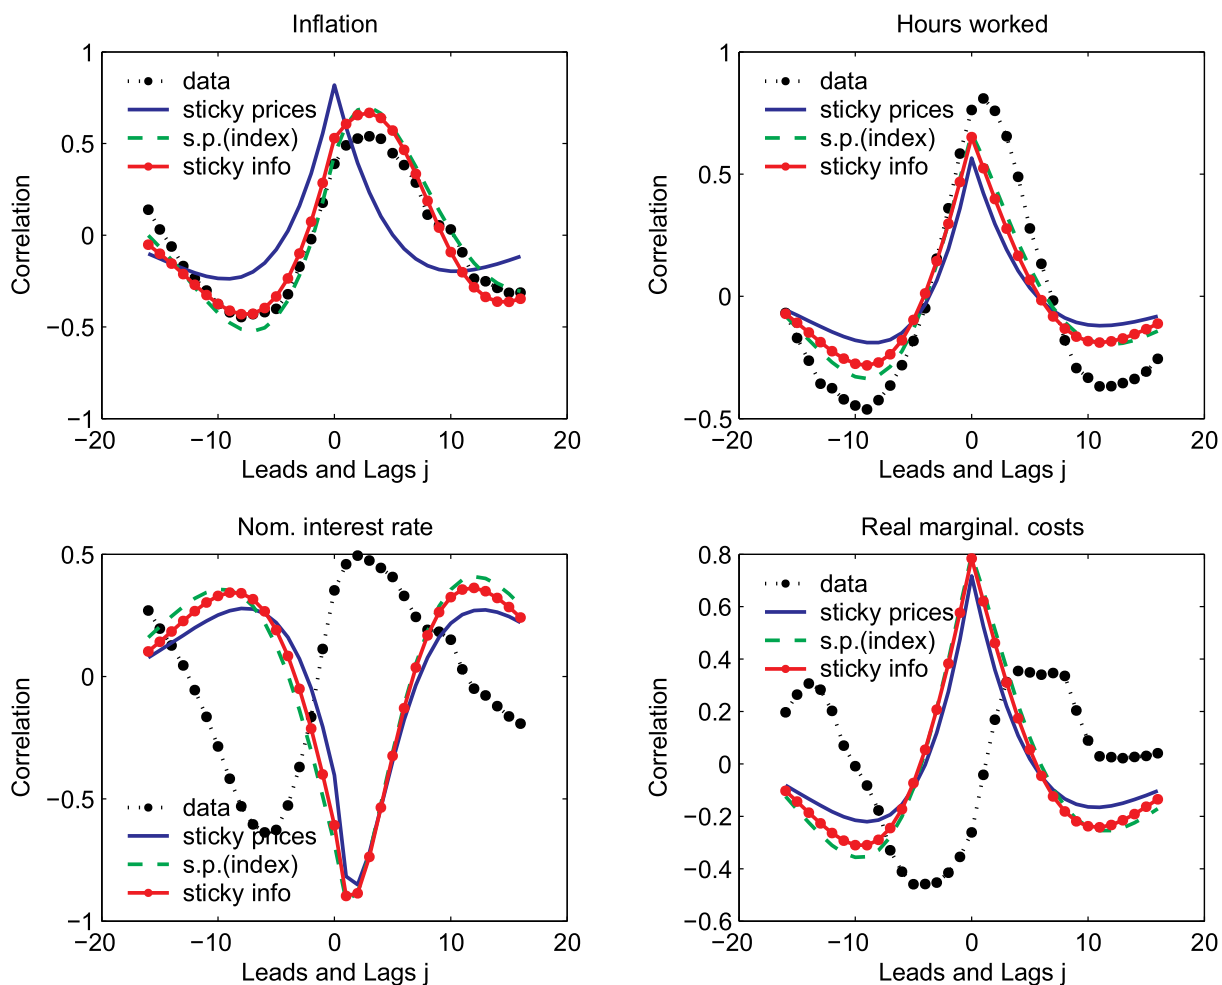 Inflation
1
0.5
0
−0.5
−1
−20
−10
0
10
20
Correlation
Leads and Lags j
data
sticky prices
s.p.(index)
sticky info
Hours worked
1
0.5
0
−0.5
−20
−10
0
10
20
Correlation
Leads and Lags j
data
sticky prices
s.p.(index)
sticky info
Nom. interest rate
0.5
0
−0.5
−1
−20
−10
0
10
20
Correlation
Leads and Lags j
data
sticky prices
s.p.(index)
sticky info
Real marginal. costs
0.8
0.6
0.4
0.2
0
−0.2
−0.4
−0.6
−20
−10
0
10
20
Correlation
Leads and Lags j
data
sticky prices
s.p.(index)
sticky info